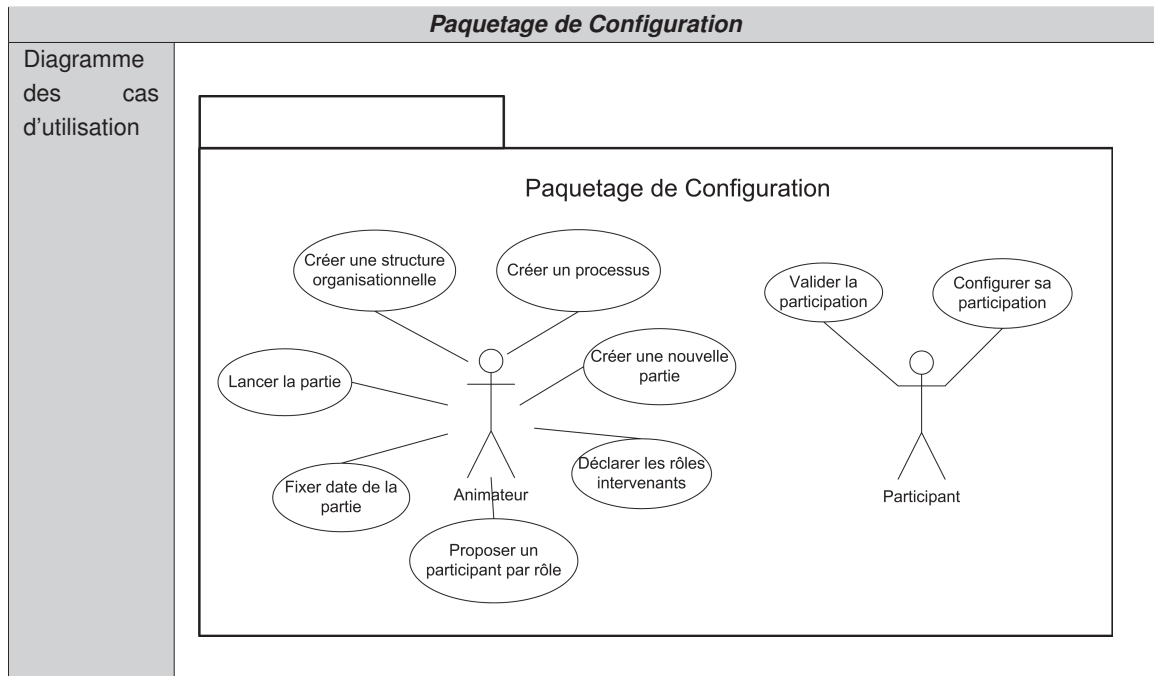 Paquetage de Configuration
Diagramme
des cas
d'utilisation
Paquetage de Configuration
Créer une structure
organisationnelle
Créer un processus
Valider la
participation
Configurer sa
participation
Lancer la partie
Créer une nouvelle
partie
Fixer date de la
partie
Animateur
Déclarer les rôles
intervenants
Participant
Proposer un
participant par rôle